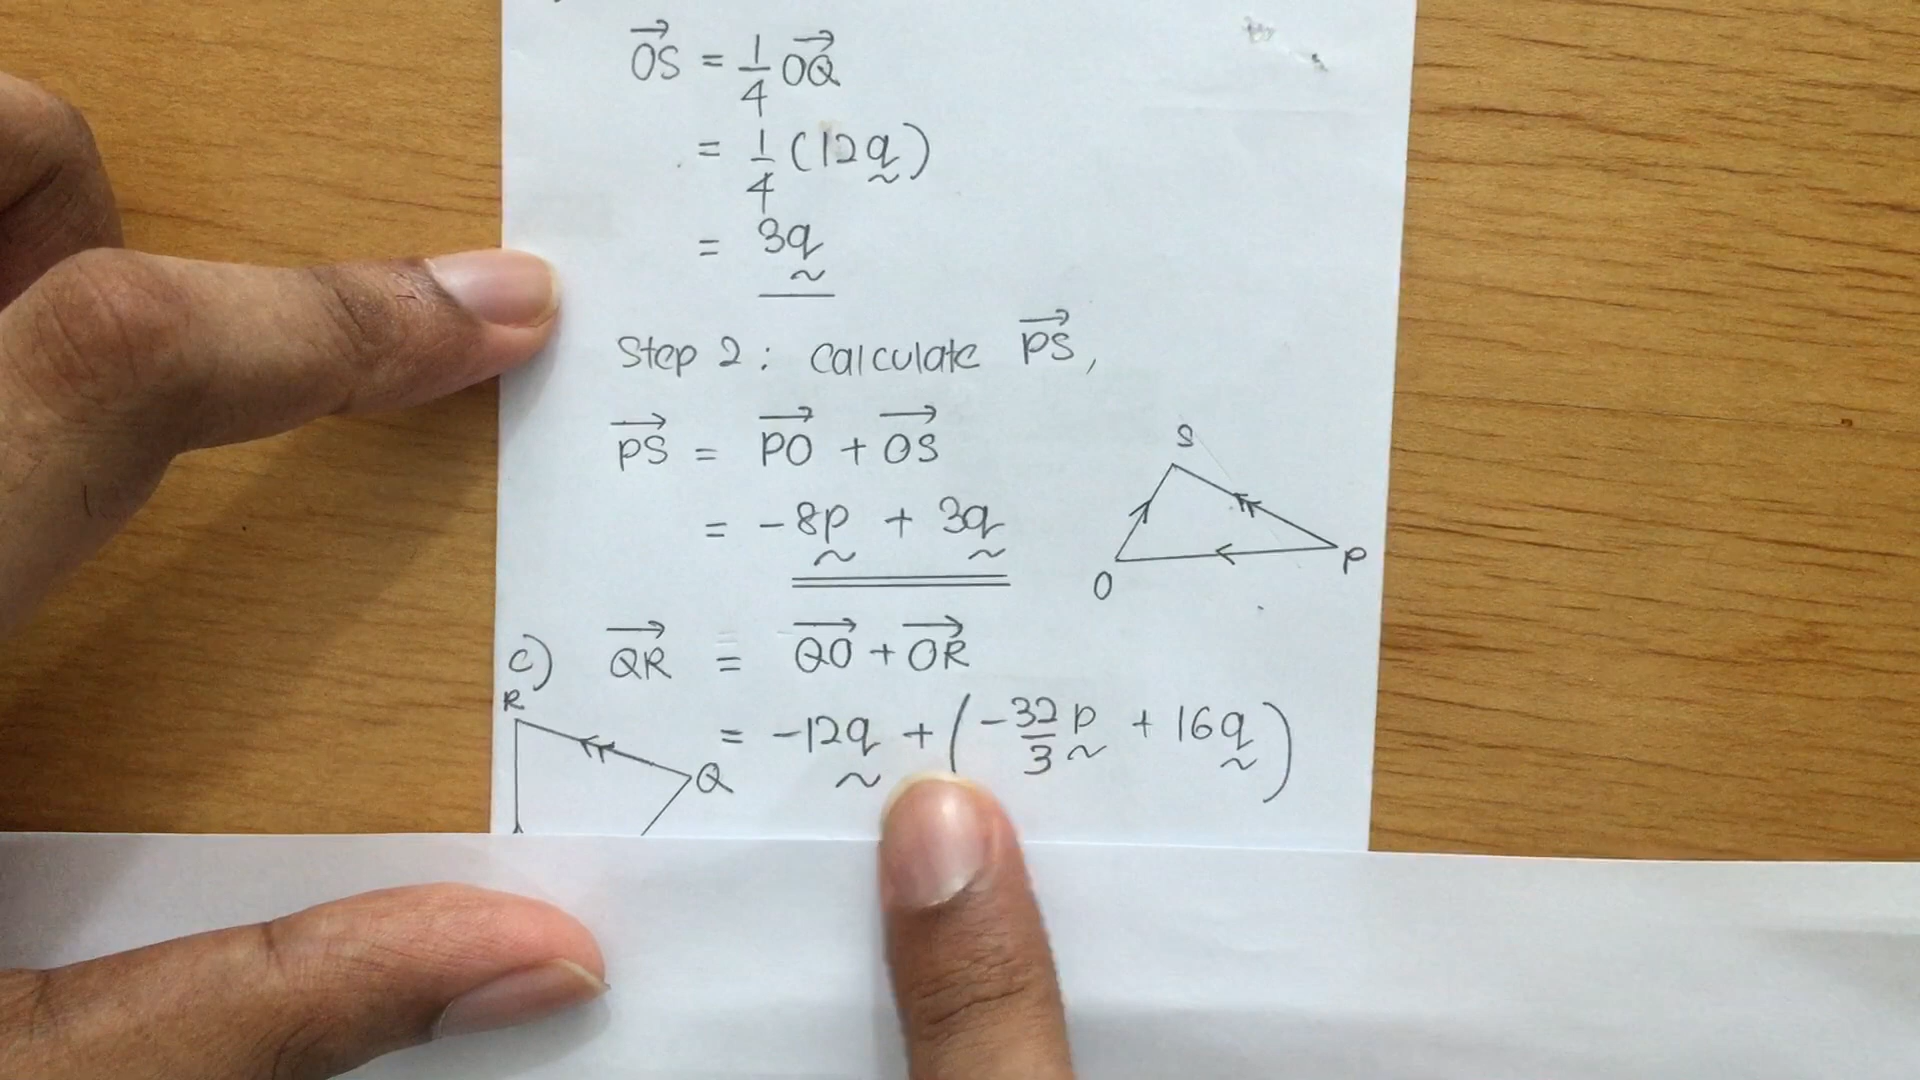 →OS = 1/4 →OQ
= 1/4 (12q)
= 3q
Step 2: Calculate →PS,
→PS = →PO + →OS
= -8p + 3q
S
O
P
c) →QR = →QO + →OR
= -12q + (-32/3 p + 16q)
R
Q